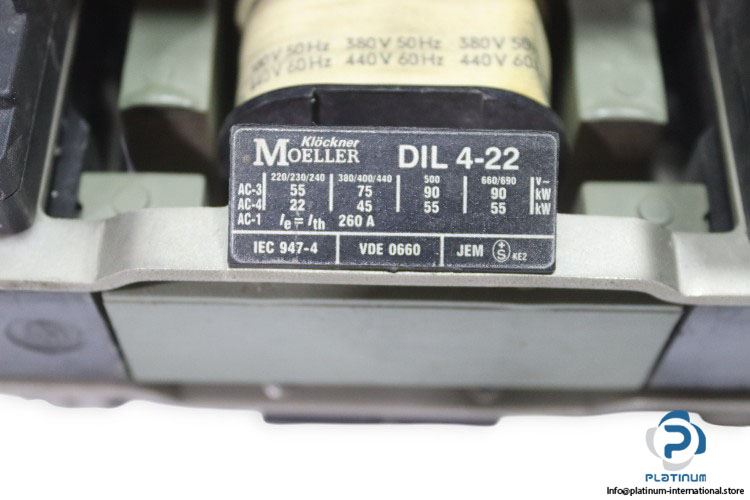 380V 50Hz 380V 50Hz
440V 60Hz 440V 60
Klöckner
MOELLER DIL 4-22
220/230/240 380/400/440 500 660/690 V~
AC-3 55 75 90 90 kW
AC-4 22 45 55 55 kW
AC-1 Ie = Ith 260 A
IEC 947-4 VDE 0660 JEM S KE2
PLATINUM
Info@platinum-international.store